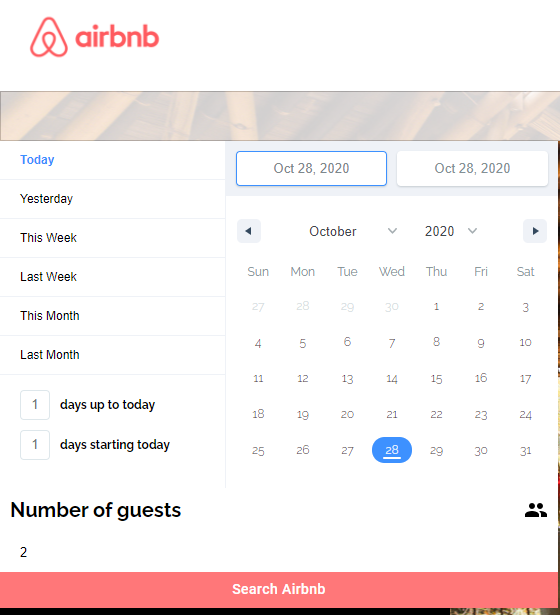 airbnb
Oct 28, 2020 Oct 28, 2020
Today
Yesterday
This Week
Last Week
This Month
Last Month
1 days up to today
1 days starting today
October 2020
Sun Mon Tue Wed Thu Fri Sat
27 28 29 30 1 2 3
4 5 6 7 8 9 10
11 12 13 14 15 16 17
18 19 20 21 22 23 24
25 26 27 28 29 30 31
Number of guests
2
Search Airbnb